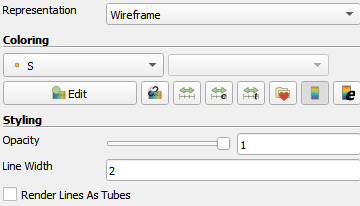 Representation Wireframe
Coloring
S
Edit
Styling
Opacity 1
Line Width 2
Render Lines As Tubes